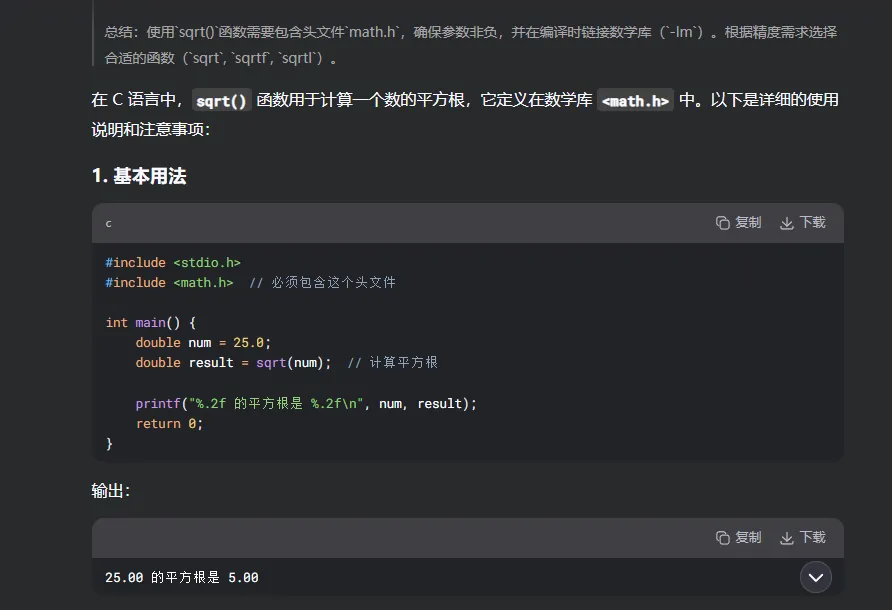 总结：使用`sqrt()`函数需要包含头文件`math.h`，确保参数非负，并在编译时链接数学库（`-lm`）。根据精度需求选择
合适的函数（`sqrt`, `sqrtf`, `sqrtl`）。
在 C 语言中，sqrt() 函数用于计算一个数的平方根，它定义在数学库 <math.h> 中。以下是详细的使用
说明和注意事项：
1. 基本用法
c 复制 下载
#include <stdio.h>
#include <math.h>  // 必须包含这个头文件
int main() {
    double num = 25.0;
    double result = sqrt(num);  // 计算平方根
    printf("%.2f 的平方根是 %.2f\n", num, result);
    return 0;
}
输出：
复制 下载
25.00 的平方根是 5.00